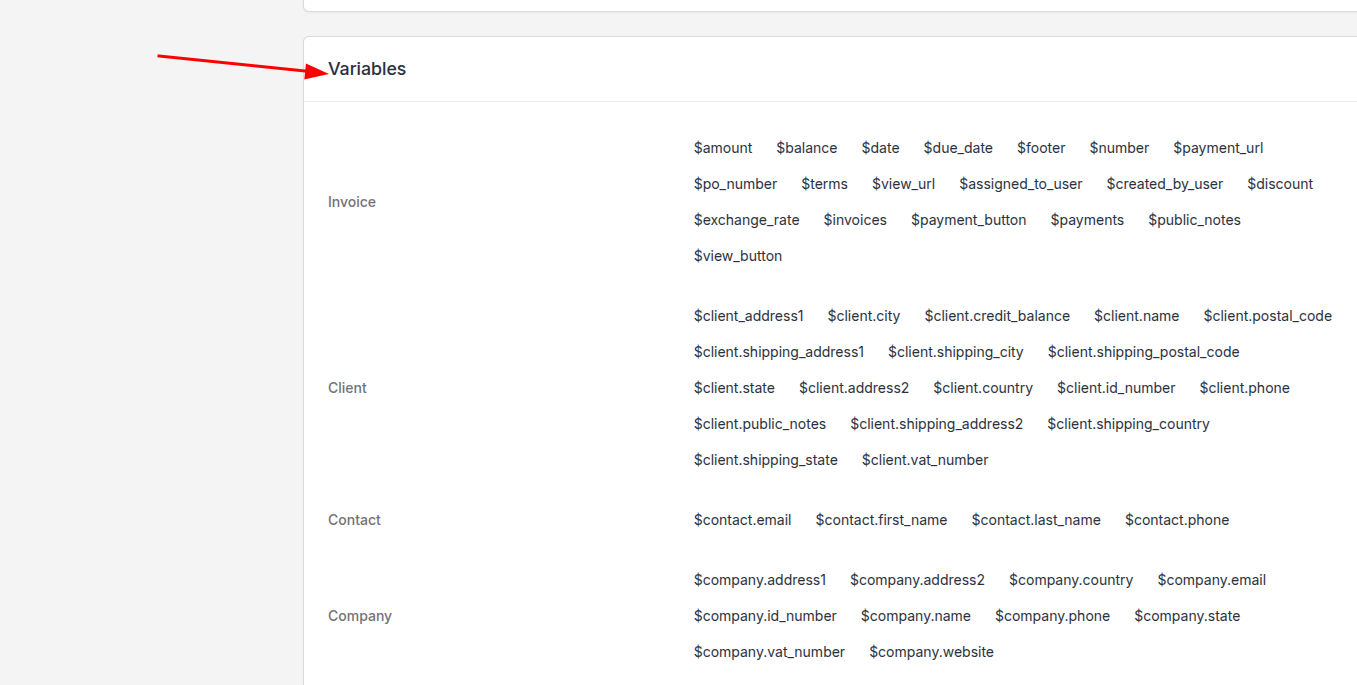 Variables
Invoice
$amount $balance $date $due_date $footer $number $payment_url
$po_number $terms $view_url $assigned_to_user $created_by_user $discount
$exchange_rate $invoices $payment_button $payments $public_notes
$view_button
Client
$client_address1 $client.city $client.credit_balance $client.name $client.postal_code
$client.shipping_address1 $client.shipping_city $client.shipping_postal_code
$client.state $client.address2 $client.country $client.id_number $client.phone
$client.public_notes $client.shipping_address2 $client.shipping_country
$client.shipping_state $client.vat_number
Contact
$contact.email $contact.first_name $contact.last_name $contact.phone
Company
$company.address1 $company.address2 $company.country $company.email
$company.id_number $company.name $company.phone $company.state
$company.vat_number $company.website